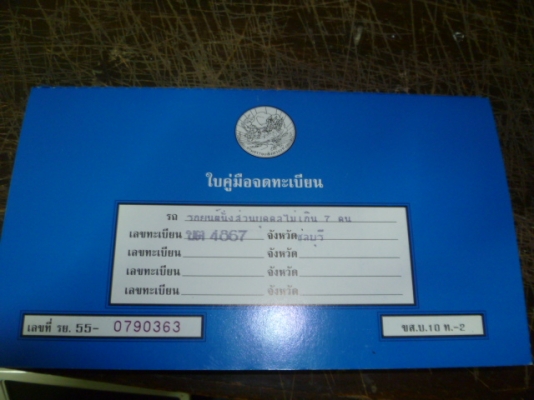 ใบคู่มือจดทะเบียน
รถ รถยนต์นั่งส่วนบุคคลไม่เกิน 7 คน
เลขทะเบียน 4867 จังหวัด ชลบุรี
เลขทะเบียน จังหวัด
เลขทะเบียน จังหวัด
เลขทะเบียน จังหวัด
เลขที่ รย. 55- 0790363
ขส.บ.10 ท.-2